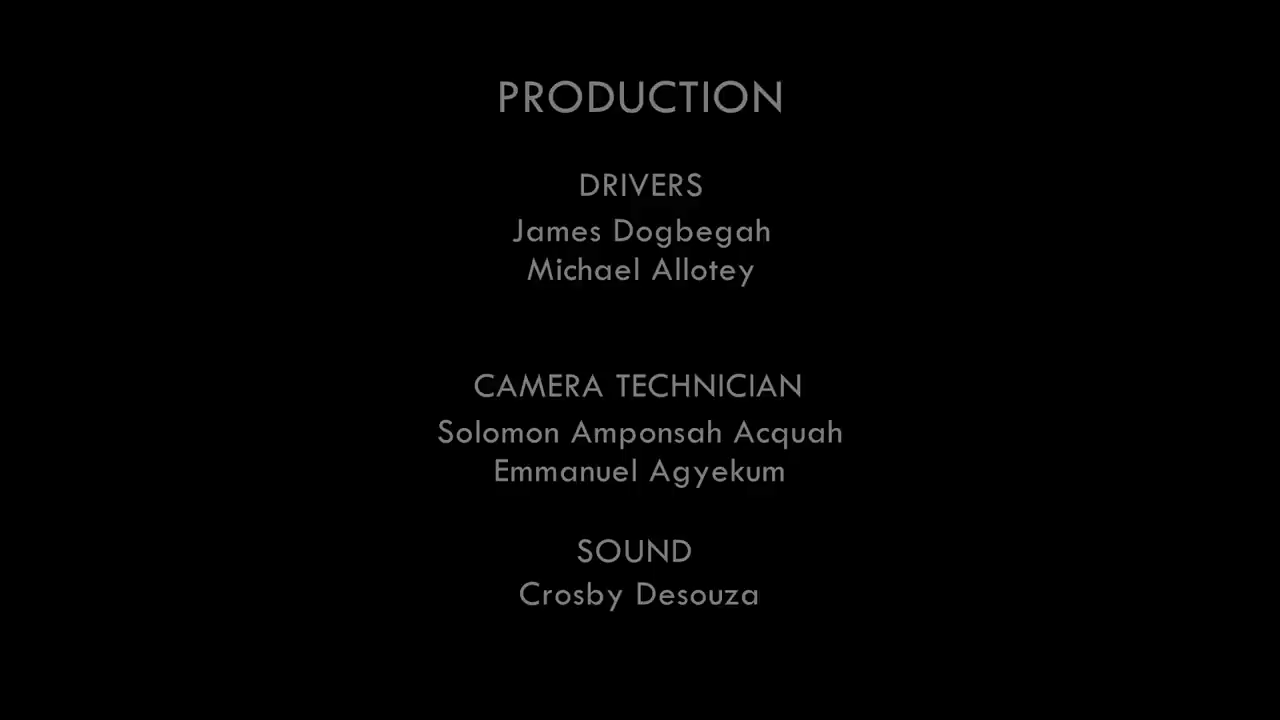 PRODUCTION
DRIVERS
James Dogbegah
Michael Allotey
CAMERA TECHNICIAN
Solomon Amponsah Acquah
Emmanuel Agyekum
SOUND
Crosby Desouza